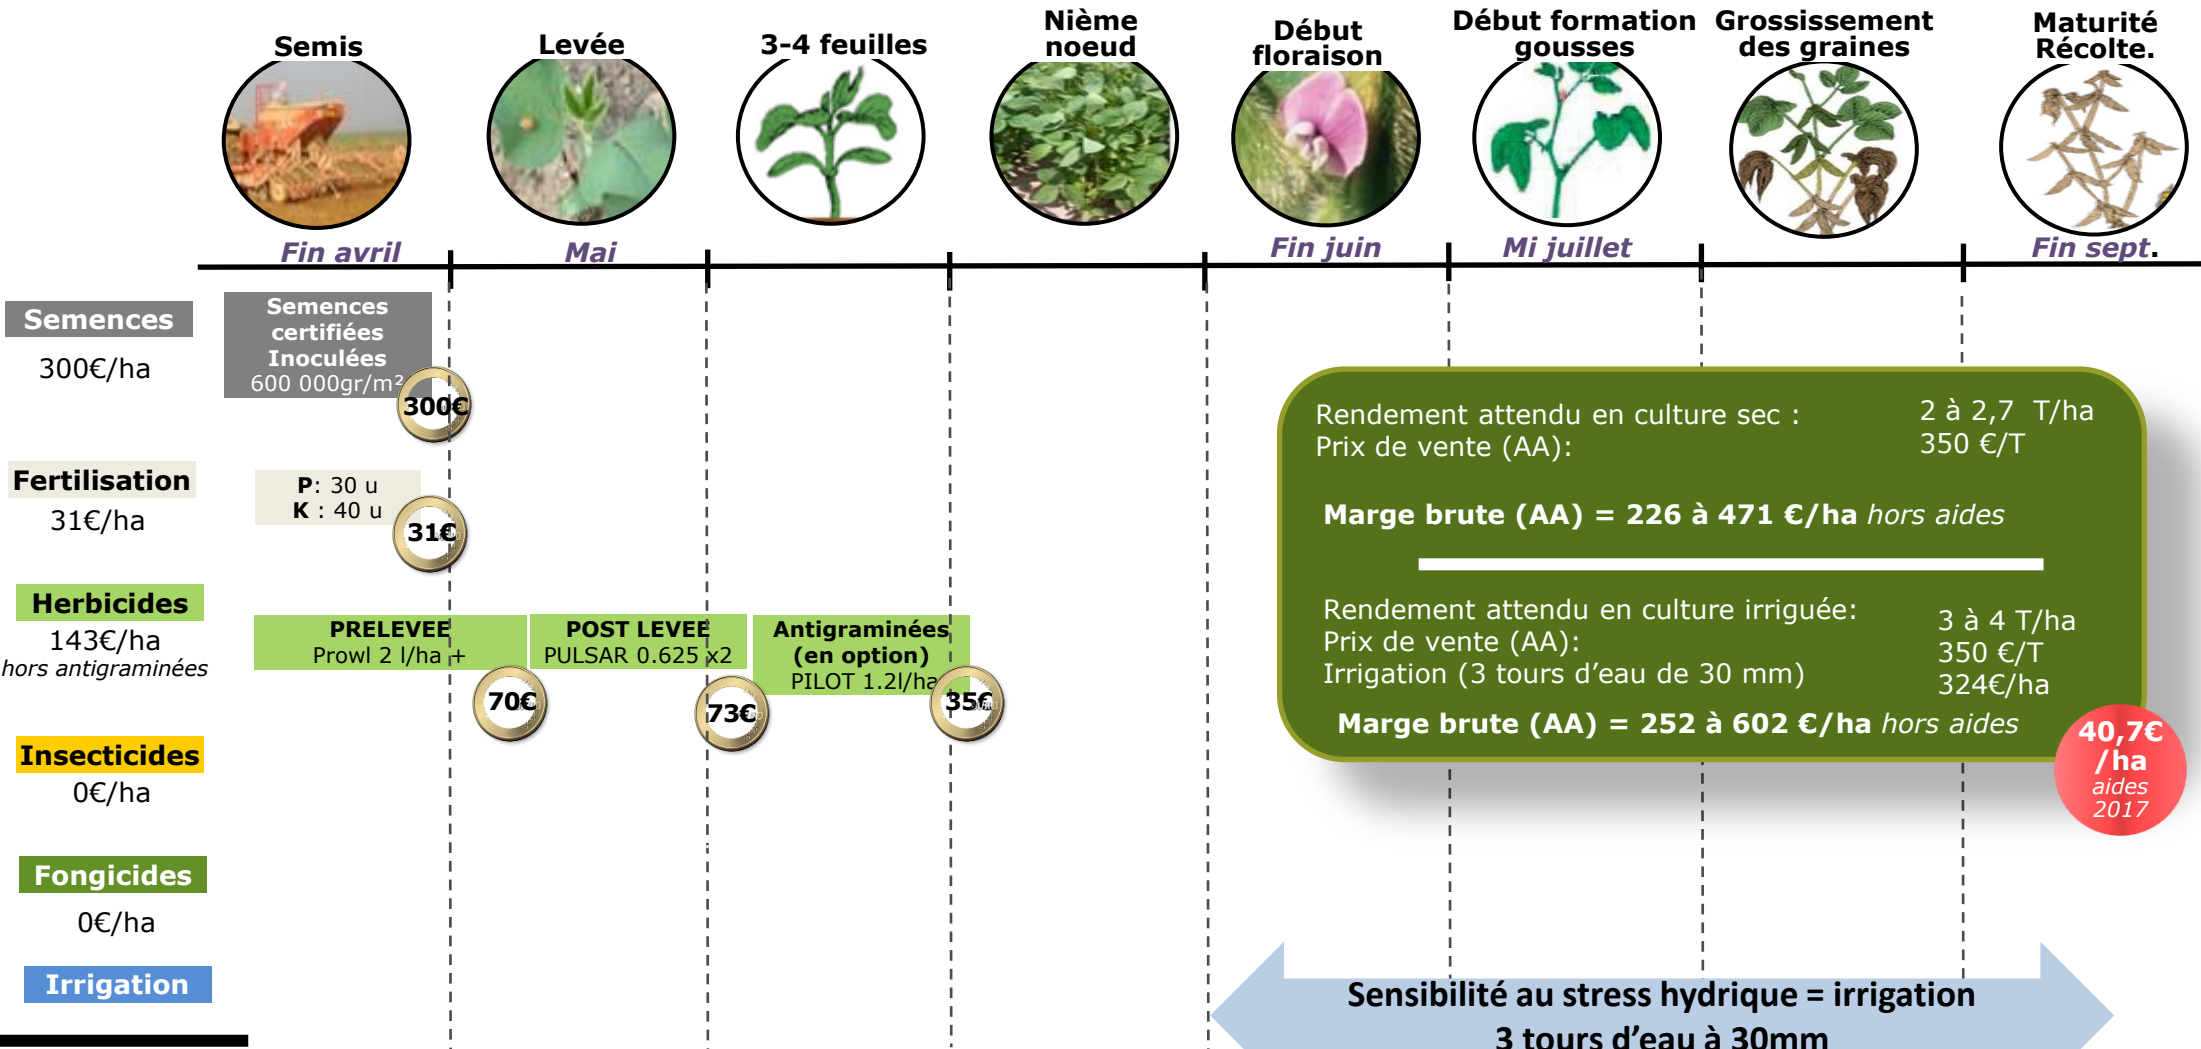 Semis
Levée
3-4 feuilles
Nième
noeud
Début
floraison
Début formation
gousses
Grossissement
des graines
Maturité
Récolte.
Fin avril
Mai
Fin juin
Mi juillet
Fin sept.
Semences
300€/ha
Semences
certifiées
Inoculées
600 000gr/m²
300€
Fertilisation
31€/ha
P: 30 u
K : 40 u
31€
Herbicides
143€/ha
hors antigraminées
PRELEVEE
Prowl 2 l/ha +
70€
POST LEVEE
PULSAR 0.625 x2
73€
Antigraminées
(en option)
PILOT 1.2l/ha
35€
Insecticides
0€/ha
Fongicides
0€/ha
Irrigation
Rendement attendu en culture sec : 2 à 2,7 T/ha
Prix de vente (AA): 350 €/T
Marge brute (AA) = 226 à 471 €/ha hors aides
Rendement attendu en culture irriguée: 3 à 4 T/ha
Prix de vente (AA): 350 €/T
Irrigation (3 tours d'eau de 30 mm) 324€/ha
Marge brute (AA) = 252 à 602 €/ha hors aides
40,7€
/ha
aides
2017
Sensibilité au stress hydrique = irrigation
3 tours d'eau à 30mm